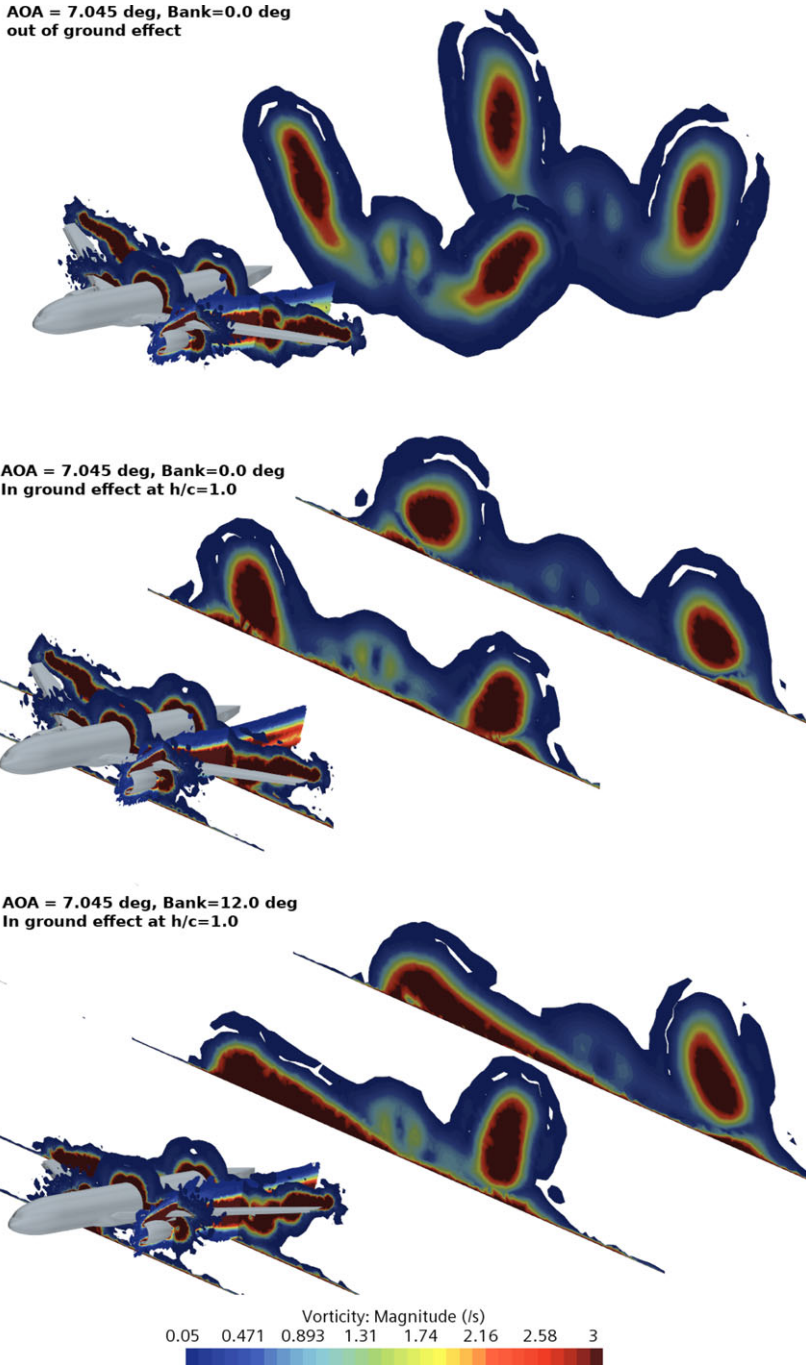 AOA = 7.045 deg, Bank=0.0 deg
out of ground effect
AOA = 7.045 deg, Bank=0.0 deg
In ground effect at h/c=1.0
AOA = 7.045 deg, Bank=12.0 deg
In ground effect at h/c=1.0
Vorticity: Magnitude (/s)
0.05 0.471 0.893 1.31 1.74 2.16 2.58 3